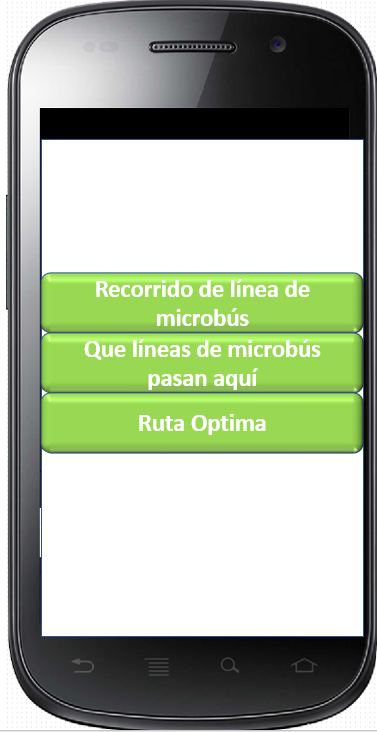 Recorrido de línea de
microbús
Que líneas de microbús
pasan aquí
Ruta Optima